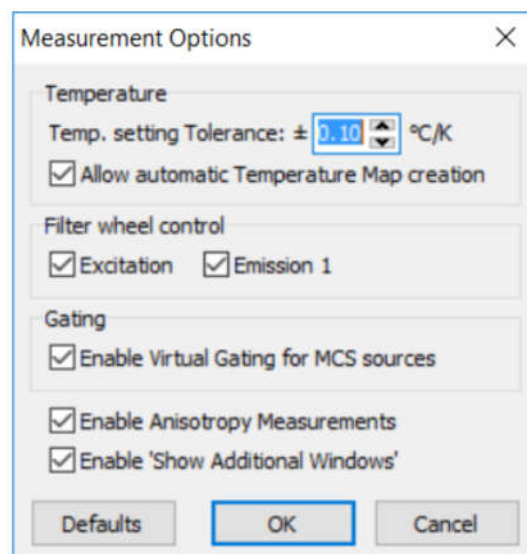 Measurement Options
Temperature
Temp. setting Tolerance: ± 0.10 °C/K
Allow automatic Temperature Map creation
Filter wheel control
Excitation Emission 1
Gating
Enable Virtual Gating for MCS sources
Enable Anisotropy Measurements
Enable 'Show Additional Windows'
Defaults OK Cancel